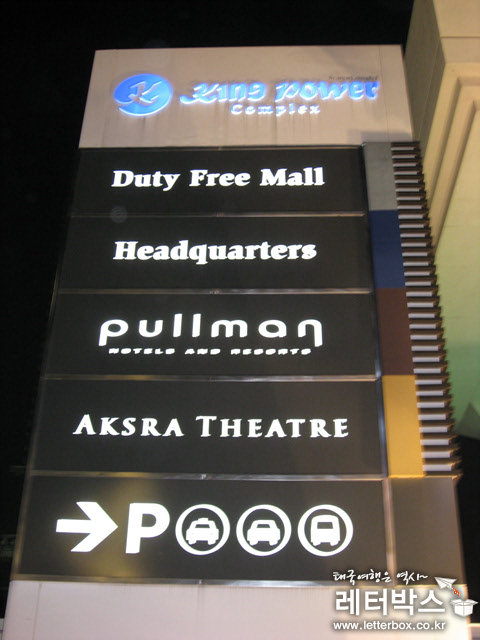 King Power
Complex
Duty Free Mall
Headquarters
pullman
HOTELS AND RESORTS
AKSRA THEATRE
P
태국여행은 역시~
레터박스
www.letterbox.co.kr